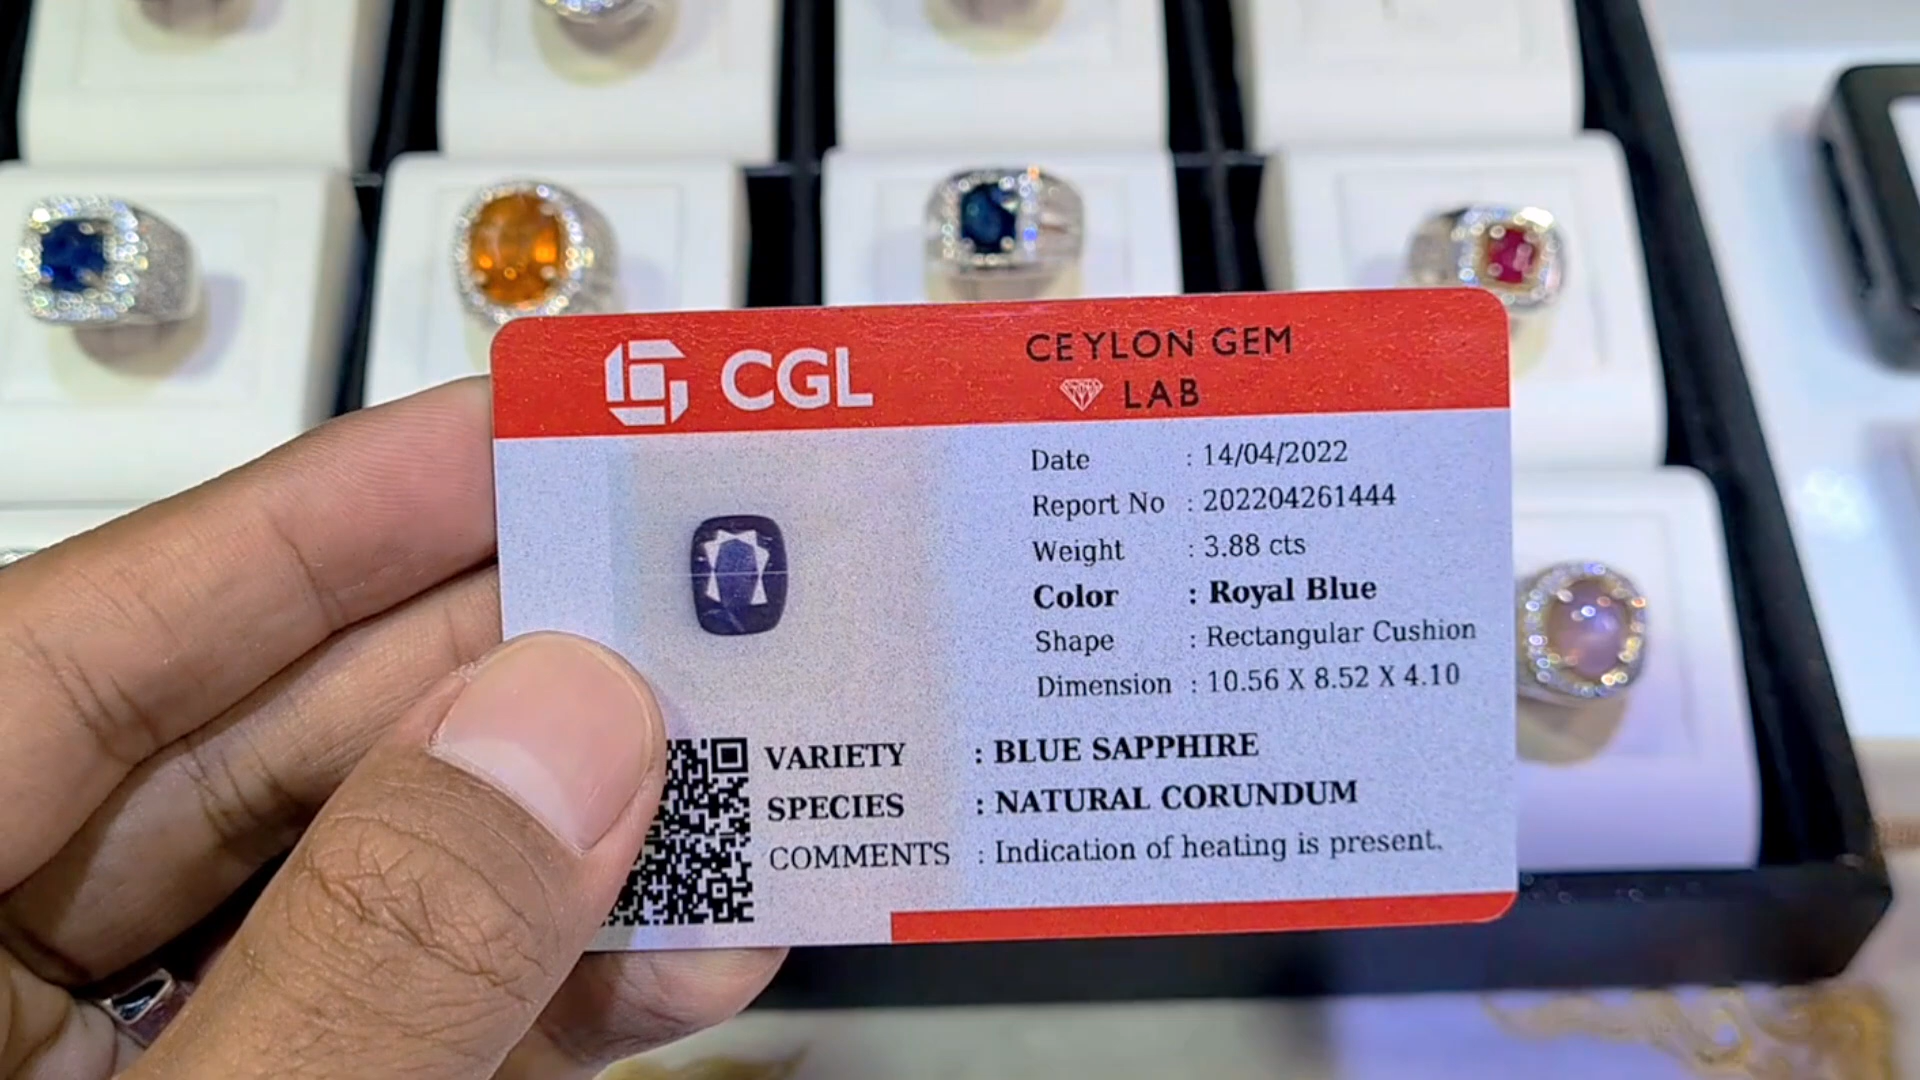 CGL
CEYLON GEM
LAB
Date : 14/04/2022
Report No : 202204261444
Weight : 3.88 cts
Color : Royal Blue
Shape : Rectangular Cushion
Dimension : 10.56 X 8.52 X 4.10
VARIETY : BLUE SAPPHIRE
SPECIES : NATURAL CORUNDUM
COMMENTS : Indication of heating is present.